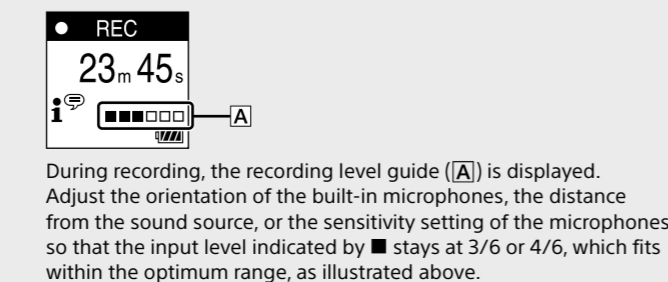 ● REC
23m 45s
i
■■■□□□ A
During recording, the recording level guide (A) is displayed.
Adjust the orientation of the built-in microphones, the distance
from the sound source, or the sensitivity setting of the microphones
so that the input level indicated by ■ stays at 3/6 or 4/6, which fits
within the optimum range, as illustrated above.